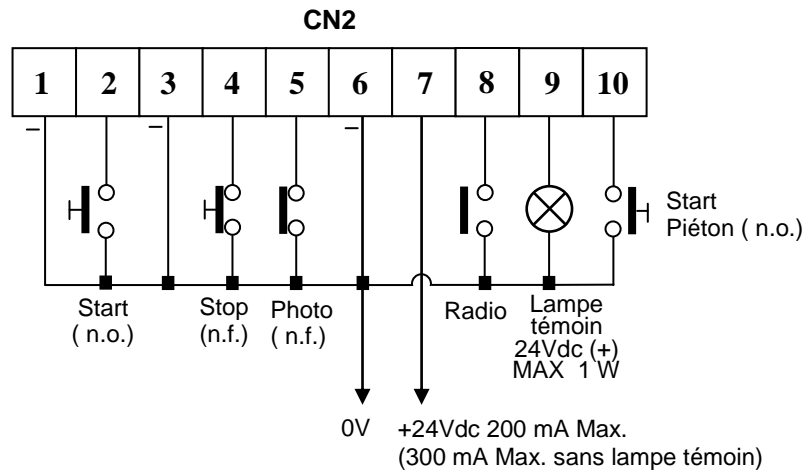 CN2
1 2 3 4 5 6 7 8 9 10
– – –
Start
Piéton ( n.o.)
Start
( n.o.)
Stop
(n.f.)
Photo
( n.f.)
Radio
Lampe
témoin
24Vdc (+)
MAX 1 W
0V
+24Vdc 200 mA Max.
(300 mA Max. sans lampe témoin)